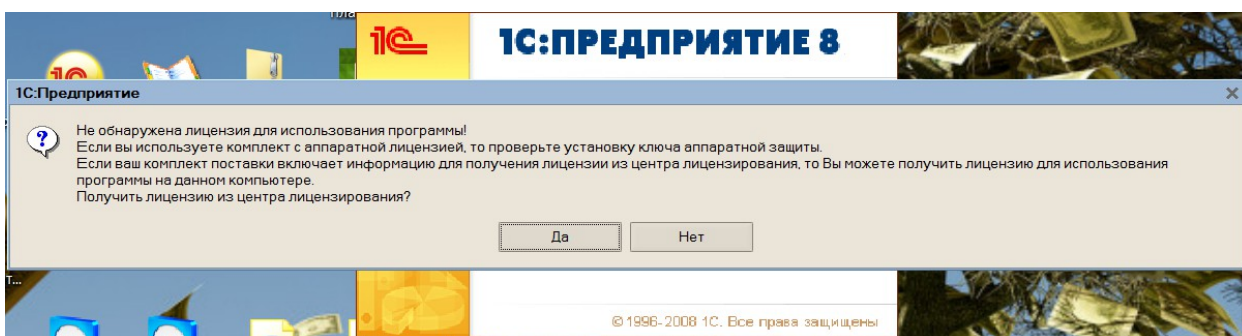 1С
1С:ПРЕДПРИЯТИЕ 8
1С
1С:Предприятие
Не обнаружена лицензия для использования программы!
Если вы используете комплект с аппаратной лицензией, то проверьте установку ключа аппаратной защиты.
Если ваш комплект поставки включает информацию для получения лицензии из центра лицензирования, то Вы можете получить лицензию для использования
программы на данном компьютере.
Получить лицензию из центра лицензирования?
Да
Нет
© 1996-2008 1С. Все права защищены